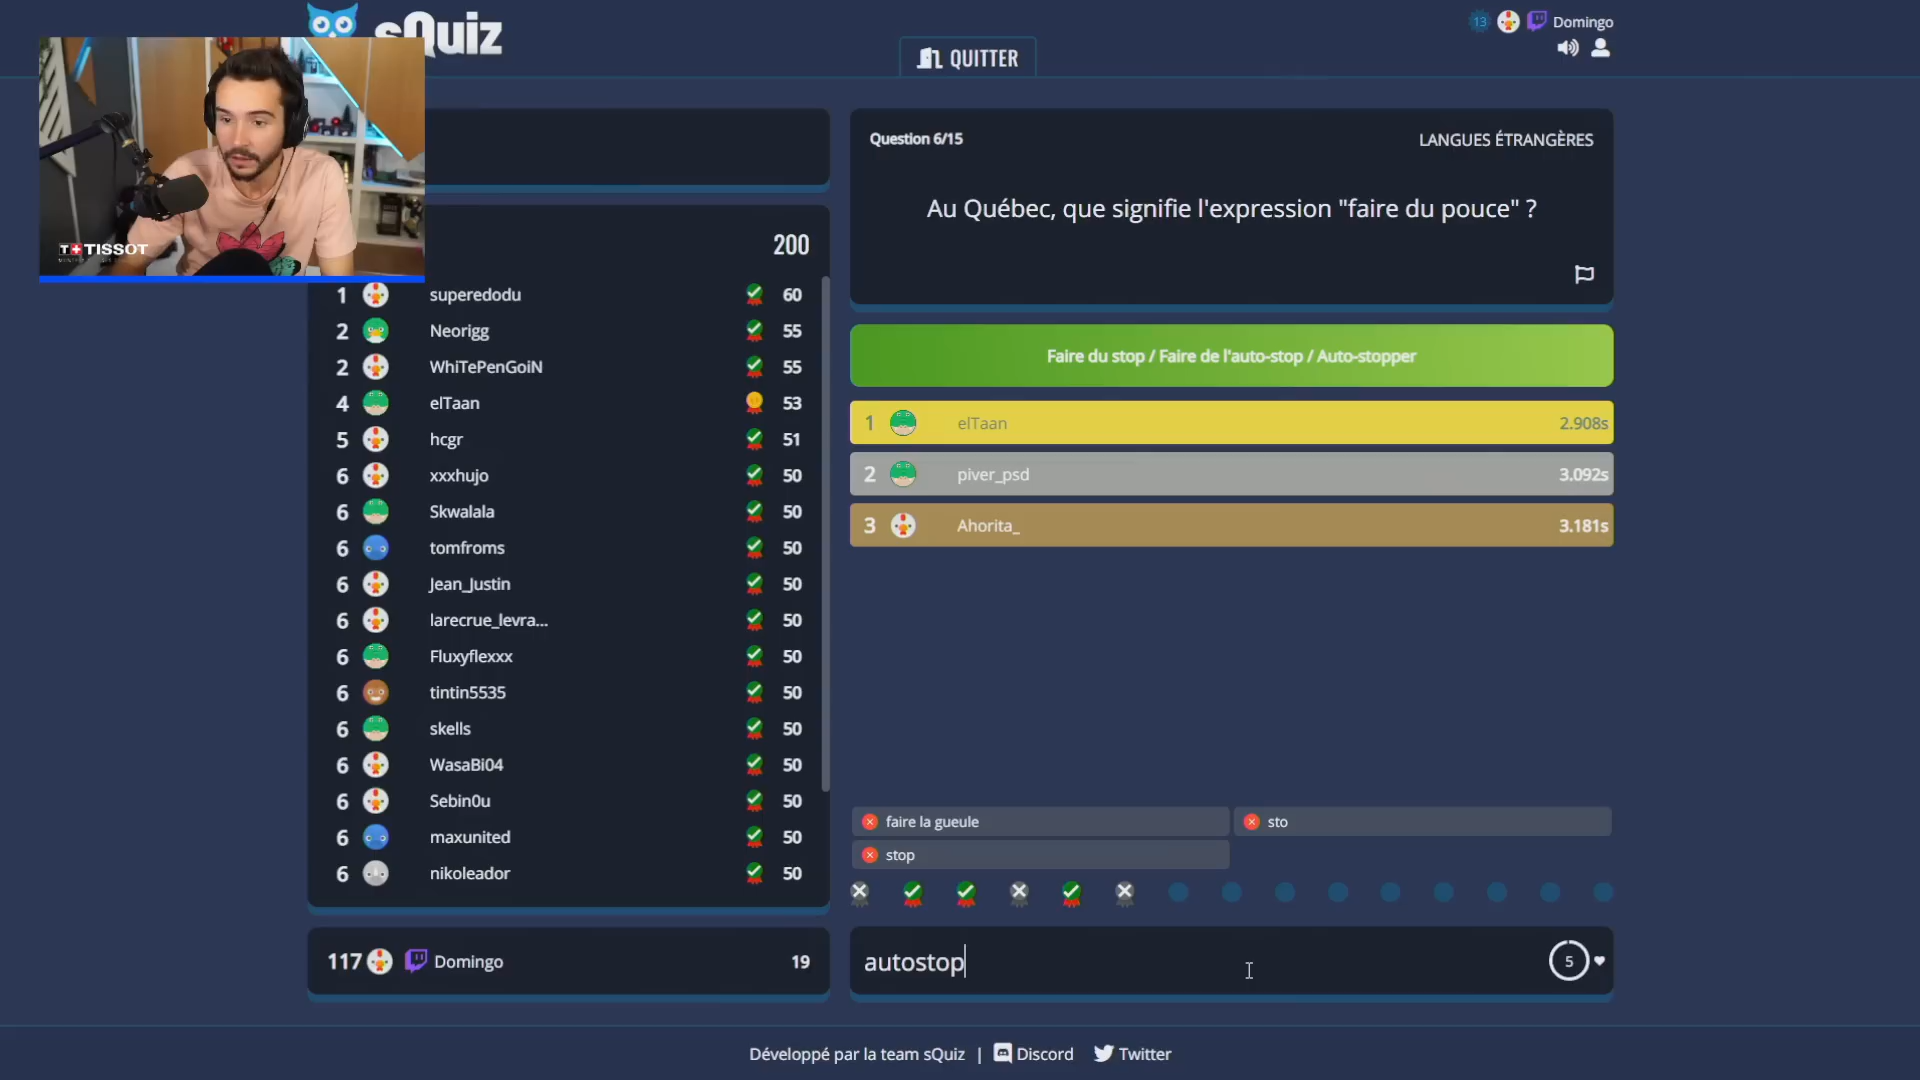 sQuiz
QUITTER
13 Domingo
TISSOT
200
1 superedodu 60
2 Neorigg 55
2 WhiTePenGoiN 55
4 elTaan 53
5 hcgr 51
6 xxxhujo 50
6 Skwalala 50
6 tomfroms 50
6 Jean_Justin 50
6 larecrue_levra... 50
6 Fluxyflexxx 50
6 tintin5535 50
6 skells 50
6 WasaBi04 50
6 Sebin0u 50
6 maxunited 50
6 nikoleador 50
117 Domingo 19
Question 6/15 LANGUES ÉTRANGÈRES
Au Québec, que signifie l'expression "faire du pouce" ?
Faire du stop / Faire de l'auto-stop / Auto-stopper
1 elTaan 2.908s
2 piver_psd 3.092s
3 Ahorita_ 3.181s
faire la gueule sto
stop
autostop 5
Développé par la team sQuiz | Discord Twitter